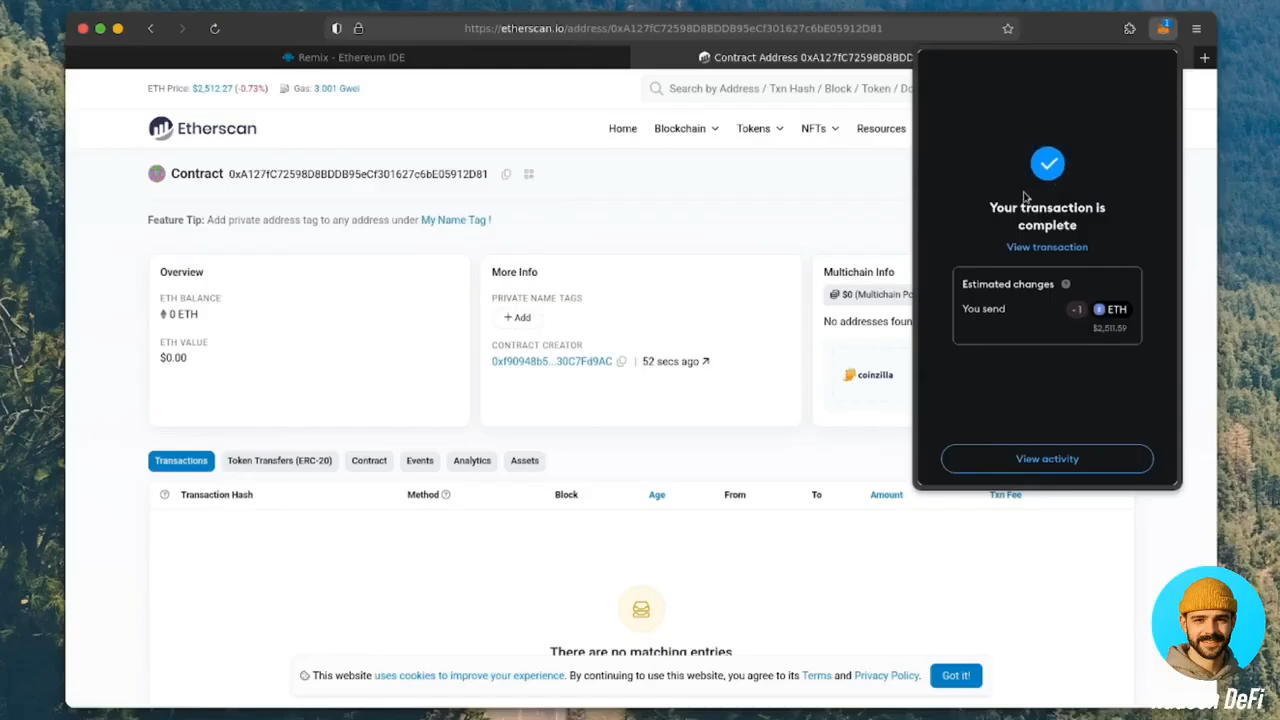 https://etherscan.io/address/0xA127fC72598D8BDDB95eCf301627c6bE05912D81
1
Remix - Ethereum IDE
Contract Address 0xA127fC72598D8BDD
ETH Price: $2,512.27 (-0.73%) Gas: 3.001 Gwei
Search by Address / Txn Hash / Block / Token / Do
Etherscan
Home Blockchain Tokens NFTs Resources
Contract 0xA127fC72598D8BDDB95eCf301627c6bE05912D81
Feature Tip: Add private address tag to any address under My Name Tag !
Overview
ETH BALANCE
0 ETH
ETH VALUE
$0.00
More Info
PRIVATE NAME TAGS
+ Add
CONTRACT CREATOR
0xf90948b5...30C7Fd9AC | 52 secs ago
Multichain Info
$0 (Multichain Po
No addresses foun
coinzilla
Your transaction is
complete
View transaction
Estimated changes
You send - 1 ETH
$2,511.59
View activity
Transactions Token Transfers (ERC-20) Contract Events Analytics Assets
Transaction Hash Method Block Age From To Amount Txn Fee
There are no matching entries
This website uses cookies to improve your experience. By continuing to use this website, you agree to its Terms and Privacy Policy. Got it!
DeFi